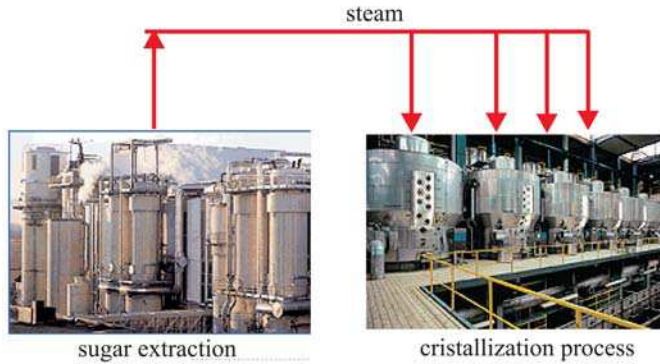 steam
sugar extraction
cristallization process